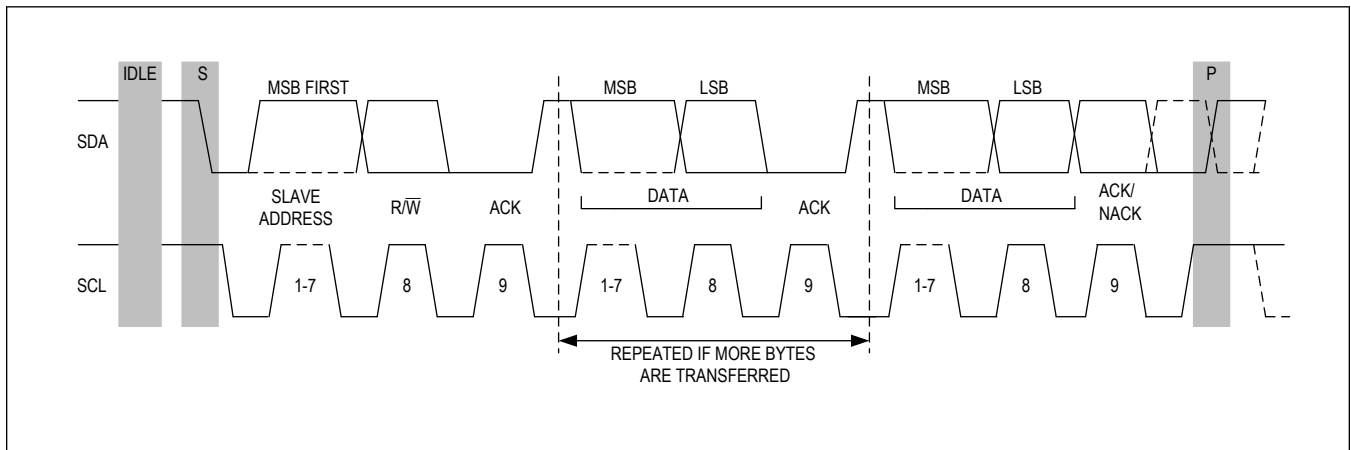 IDLE
S
MSB FIRST
MSB
LSB
MSB
LSB
P
SDA
SLAVE
ADDRESS
R/W̅
ACK
DATA
ACK
DATA
ACK/
NACK
SCL
1-7
8
9
1-7
8
9
1-7
8
9
REPEATED IF MORE BYTES
ARE TRANSFERRED